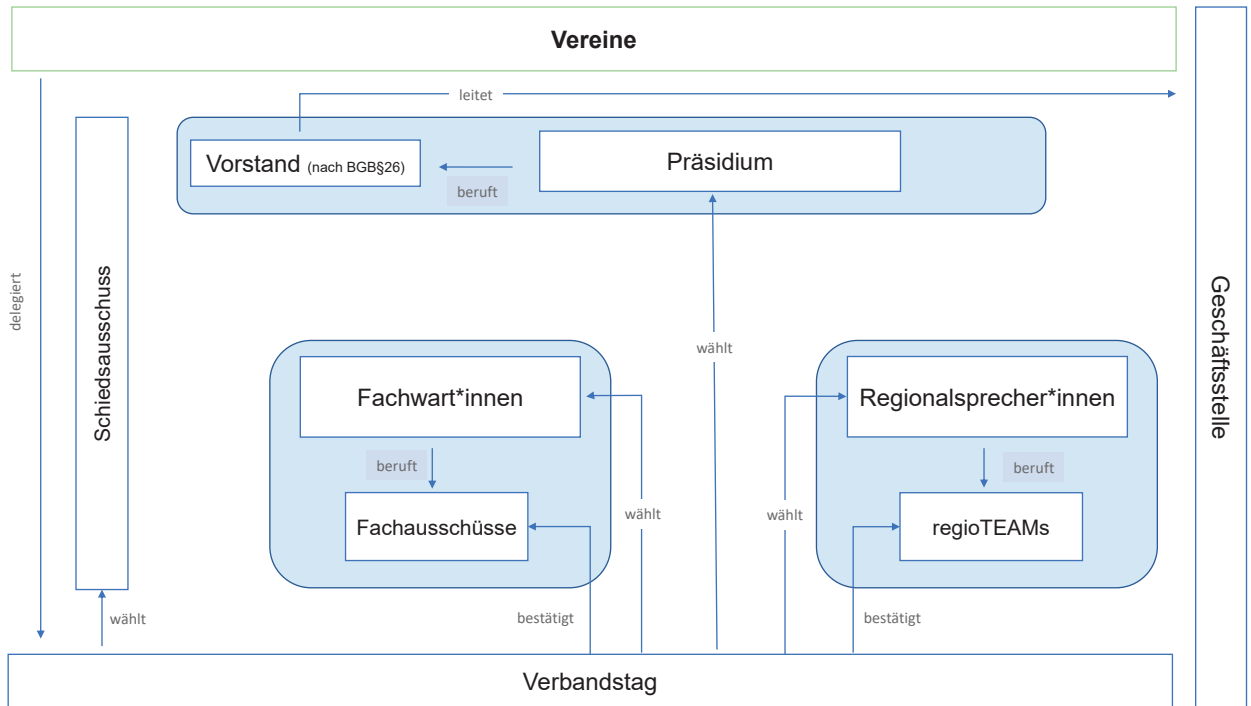 Vereine
leitet
Vorstand (nach BGB§26)
beruft
Präsidium
delegiert
Schiedsausschuss
Geschäftsstelle
wählt
Fachwart*innen
beruft
Fachausschüsse
wählt
Regionalsprecher*innen
beruft
regioTEAMs
wählt
wählt
bestätigt
bestätigt
Verbandstag